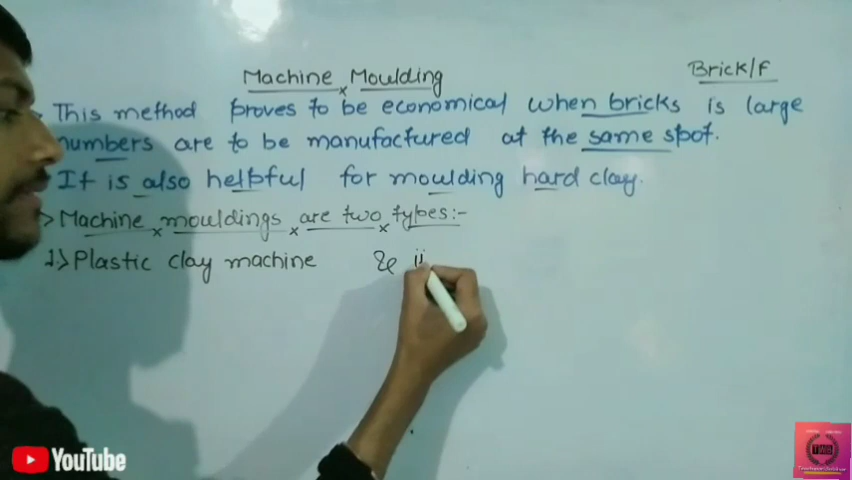 Machine Moulding
Brick/f
This method proves to be economical when bricks is large
numbers are to be manufactured at the same spot.
It is also helpful for moulding hard clay.
> Machine mouldings are two types:-
1.> Plastic clay machine & ii
YouTube
TWB